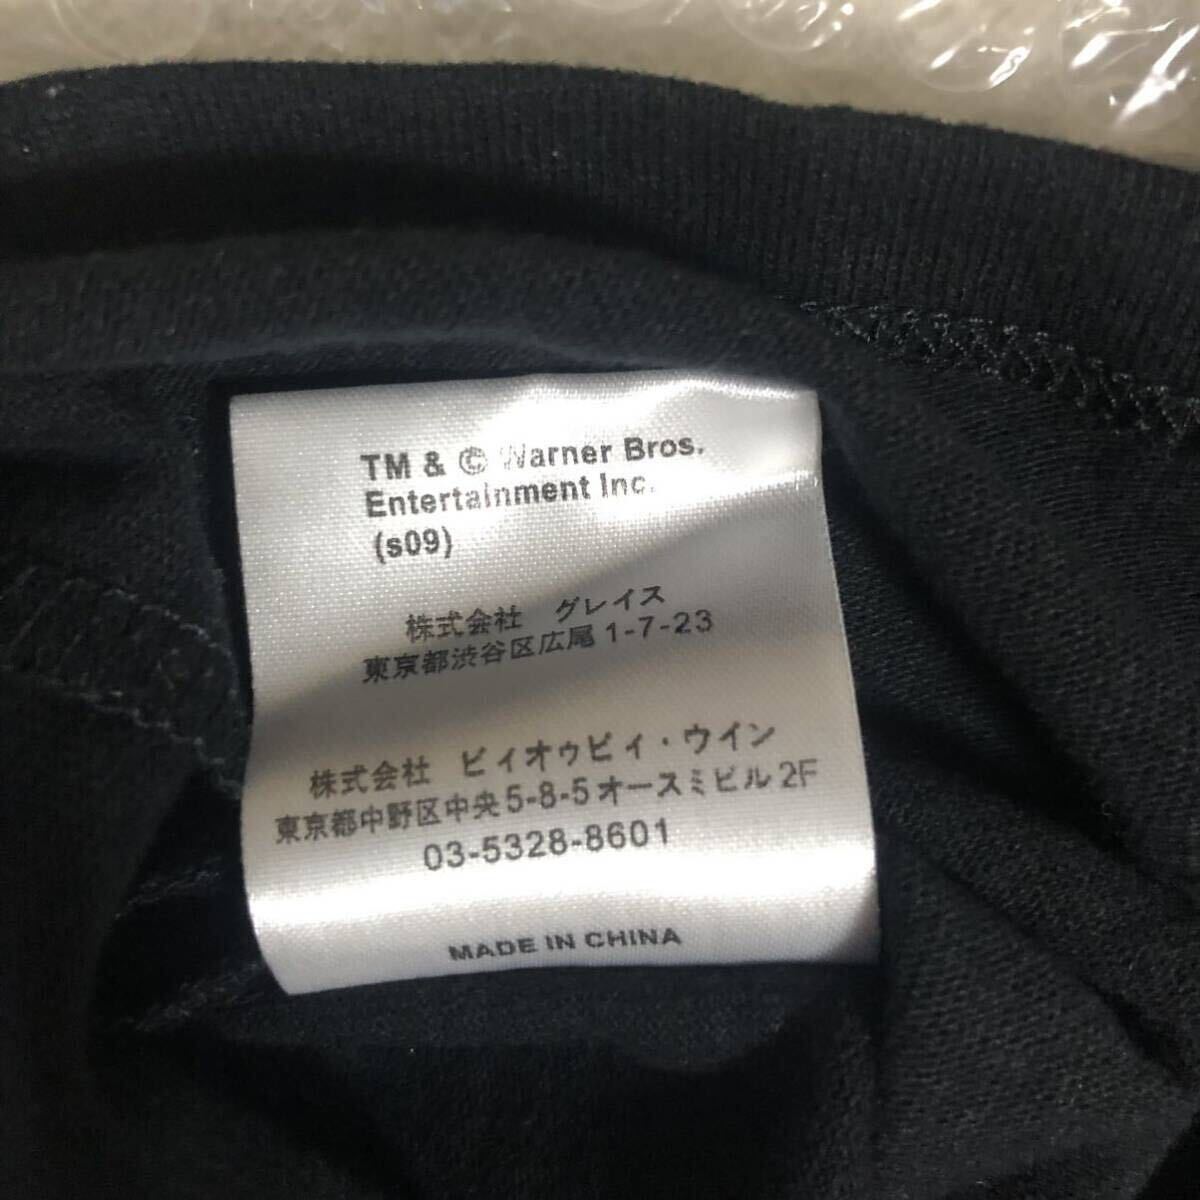 TM & © Warner Bros.
Entertainment Inc.
(s09)
株式会社 グレイス
東京都渋谷区広尾1-7-23
株式会社 ビィオゥビィ・ウイン
東京都中野区中央5-8-5オースミビル2F
03-5328-8601
MADE IN CHINA